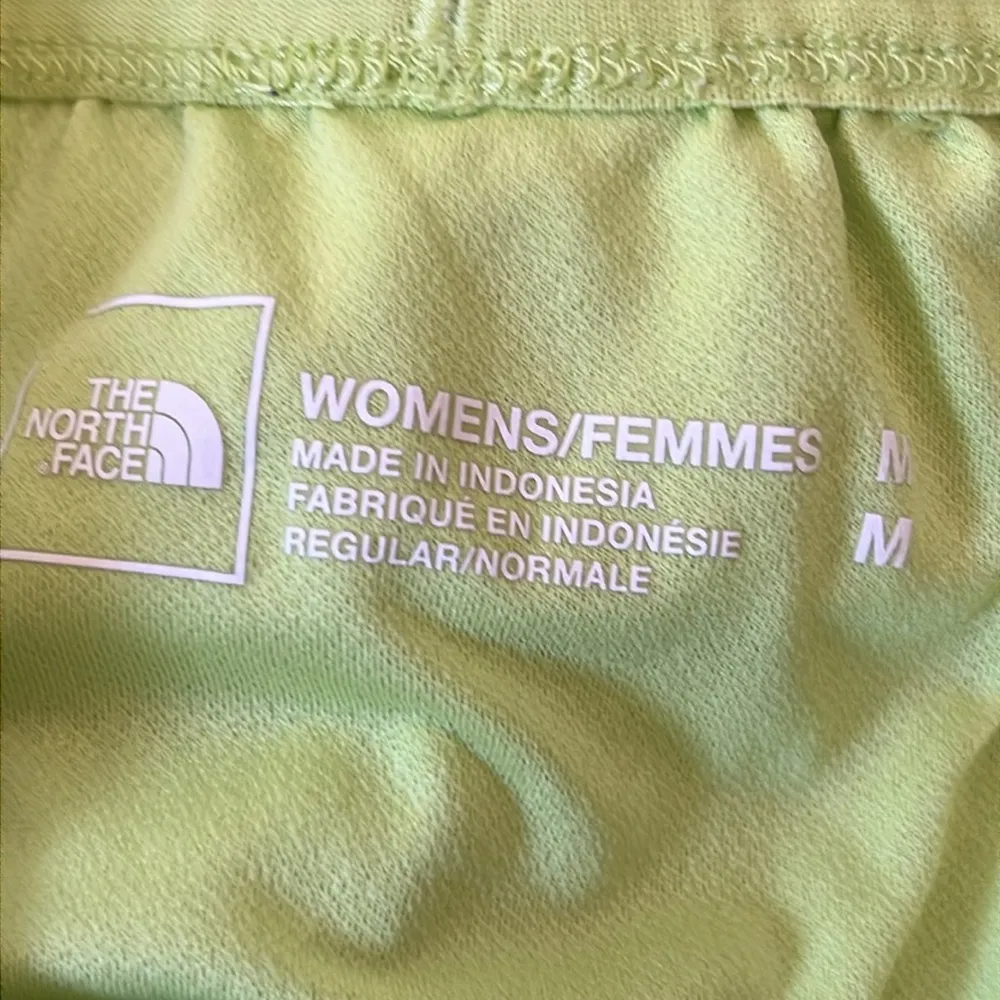 THE
NORTH
FACE
WOMENS/FEMMES M
MADE IN INDONESIA
FABRIQUÉ EN INDONÉSIE M
REGULAR/NORMALE